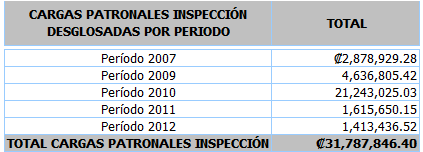 CARGAS PATRONALES INSPECCIÓN DESGLOSADAS POR PERIODO TOTAL
Período 2007 ₡2,878,929.28
Período 2009 4,636,805.42
Período 2010 21,243,025.03
Período 2011 1,615,650.15
Período 2012 1,413,436.52
TOTAL CARGAS PATRONALES INSPECCIÓN ₡31,787,846.40